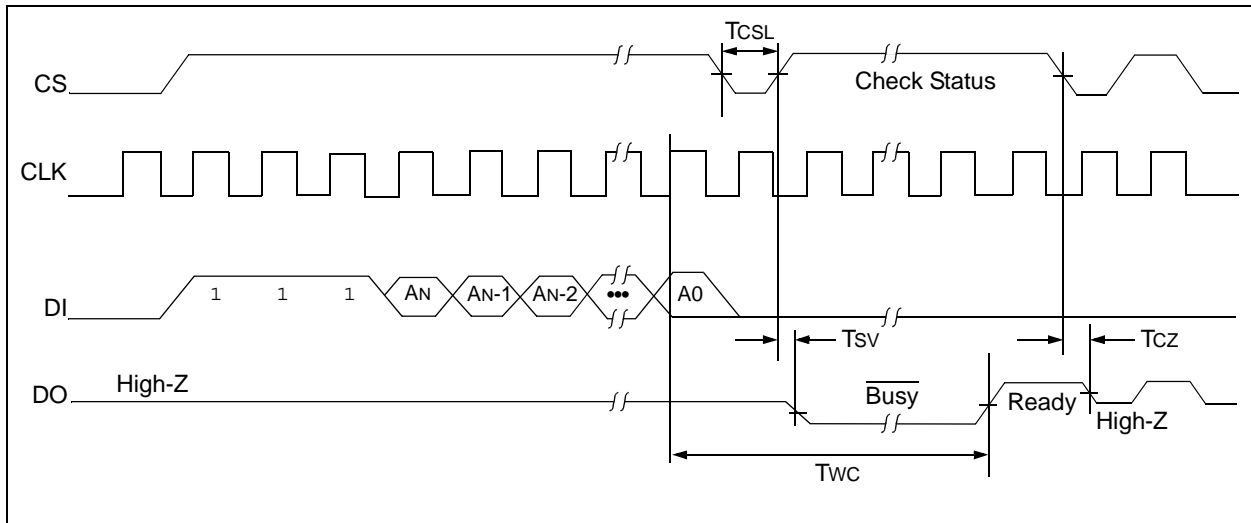 TCSL
CS
Check Status
CLK
DI
1 1 1 AN AN-1 AN-2 ••• A0
TSV
TCZ
High-Z
DO
Busy
Ready
High-Z
TWC